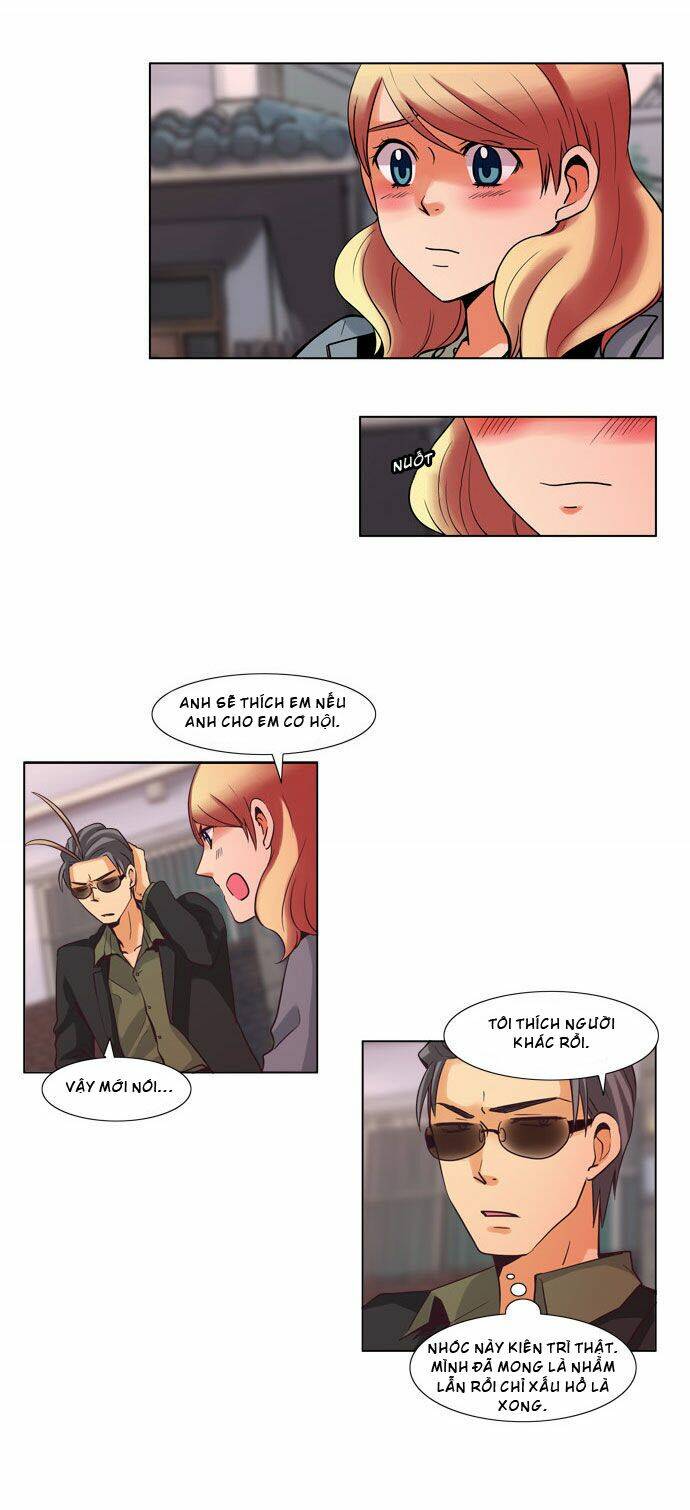 NUỐT
ANH SẼ THÍCH EM NẾU
ANH CHO EM CƠ HỘI.
VẬY MỚI NÓI...
TÔI THÍCH NGƯỜI
KHÁC RỒI.
NHÓC NÀY KIÊN TRÌ THẬT.
MÌNH ĐÃ MONG LÀ NHẦM
LẪN RỒI CHỈ XẤU HỔ LÀ
XONG.